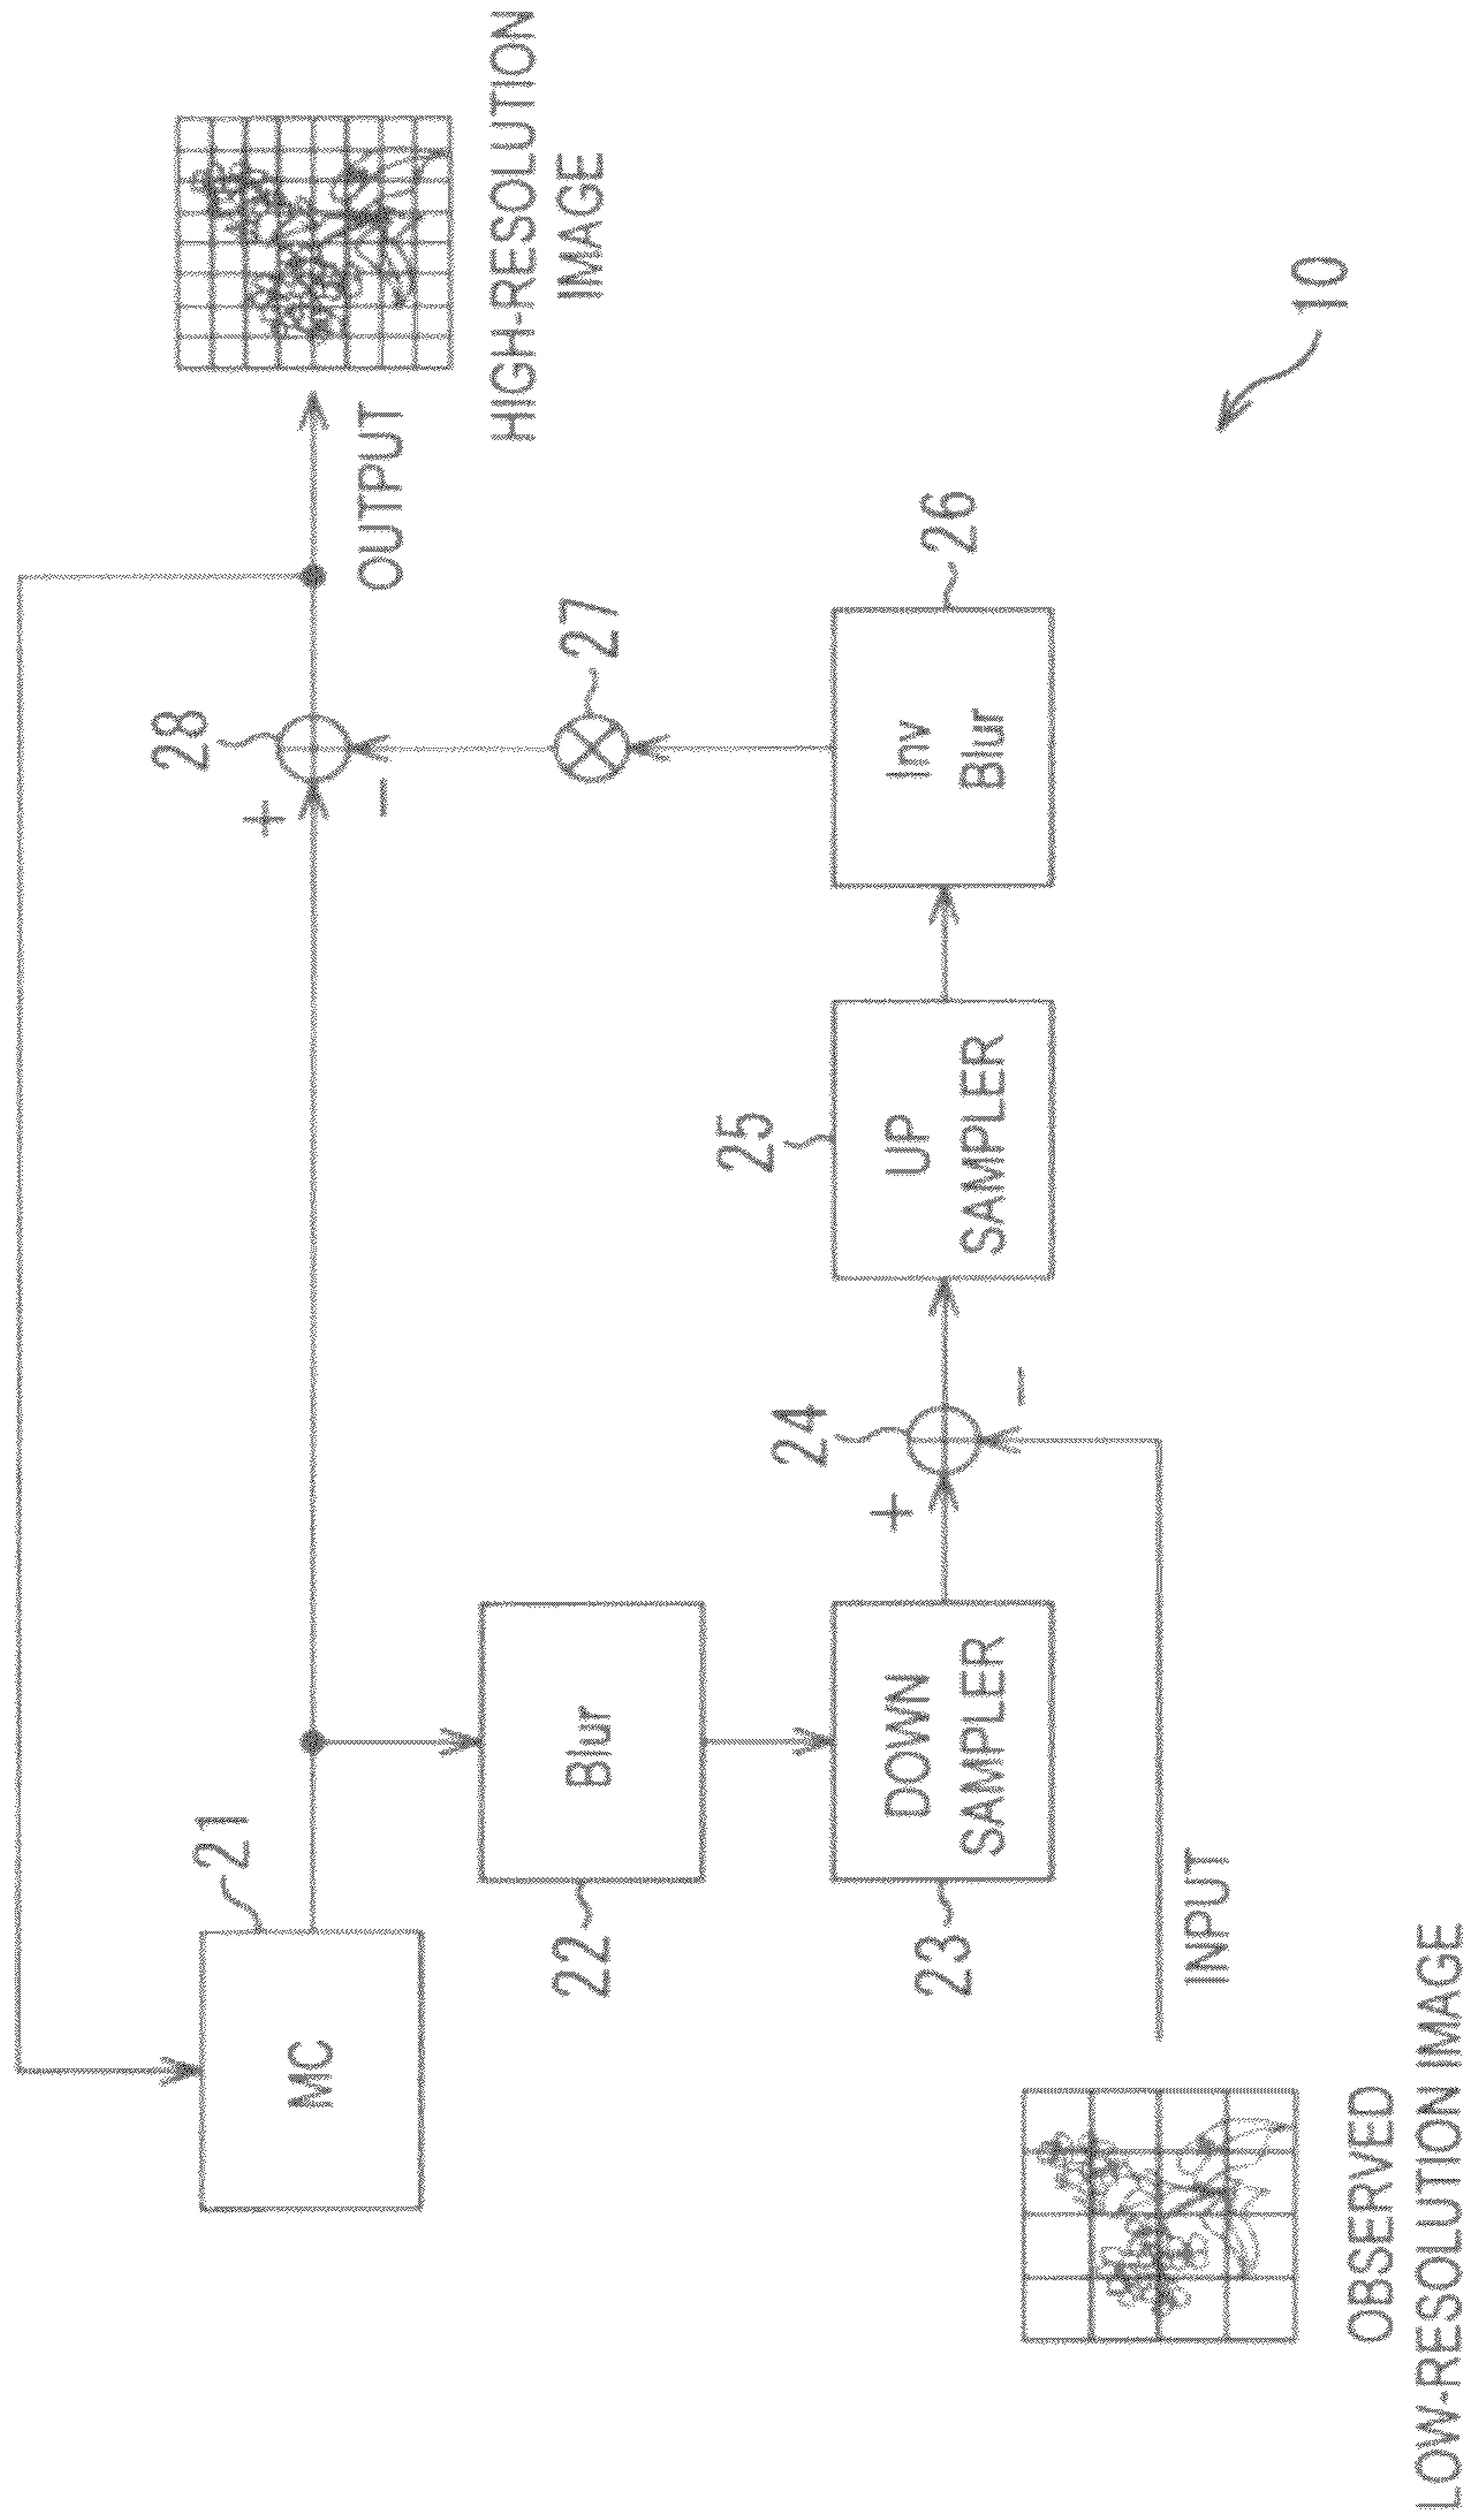 21
MC
28
+
−
OUTPUT
HIGH-RESOLUTION
IMAGE
22
Blur
27
23
DOWN
SAMPLER
24
+
−
25
UP
SAMPLER
26
Inv
Blur
INPUT
OBSERVED
LOW-RESOLUTION IMAGE
10